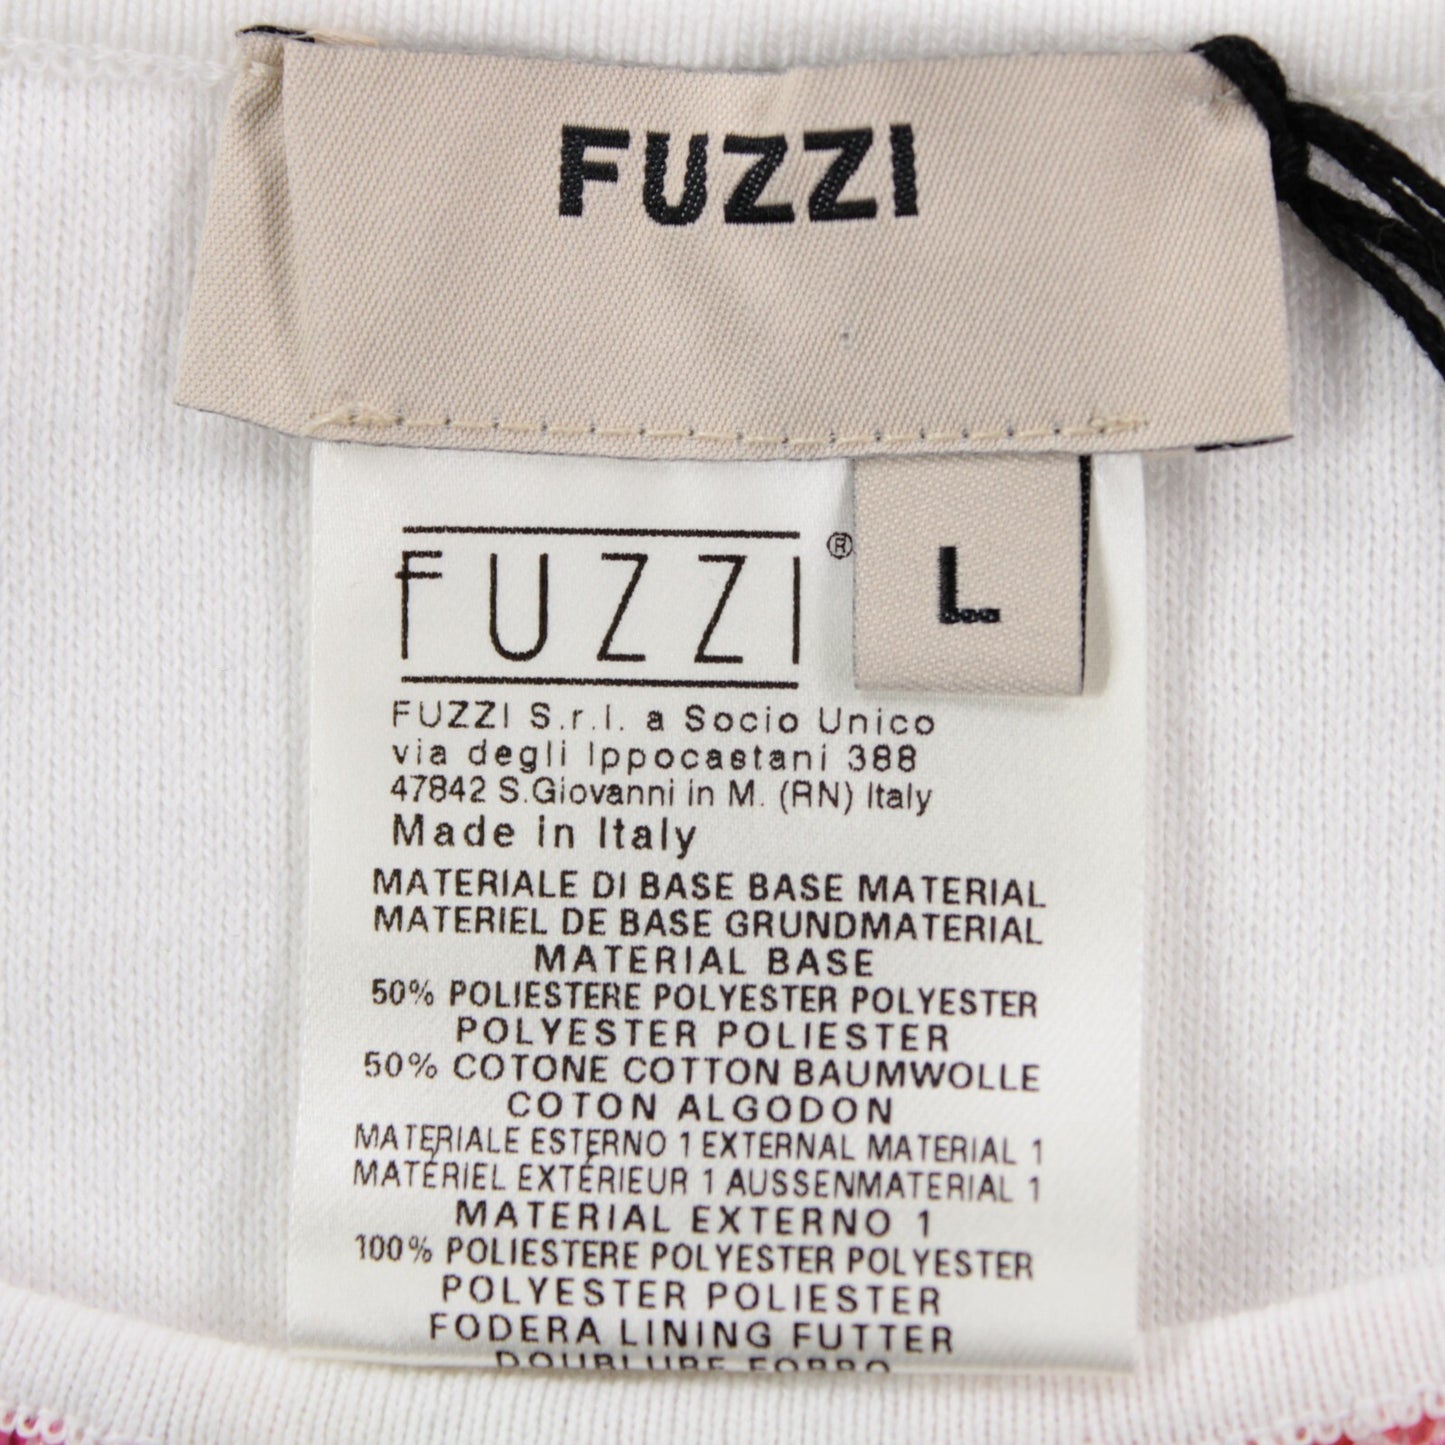 FUZZI
FUZZI®
L
FUZZI S.r.l. a Socio Unico
via degli Ippocastani 388
47842 S.Giovanni in M. (RN) Italy
Made in Italy
MATERIALE DI BASE BASE MATERIAL
MATERIEL DE BASE GRUNDMATERIAL
MATERIAL BASE
50% POLIESTERE POLYESTER POLYESTER
POLYESTER POLIESTER
50% COTONE COTTON BAUMWOLLE
COTON ALGODON
MATERIALE ESTERNO 1 EXTERNAL MATERIAL 1
MATÉRIEL EXTÉRIEUR 1 AUSSENMATERIAL 1
MATERIAL EXTERNO 1
100% POLIESTERE POLYESTER POLYESTER
POLYESTER POLIESTER
FODERA LINING FUTTER
DOUBLURE FORRO